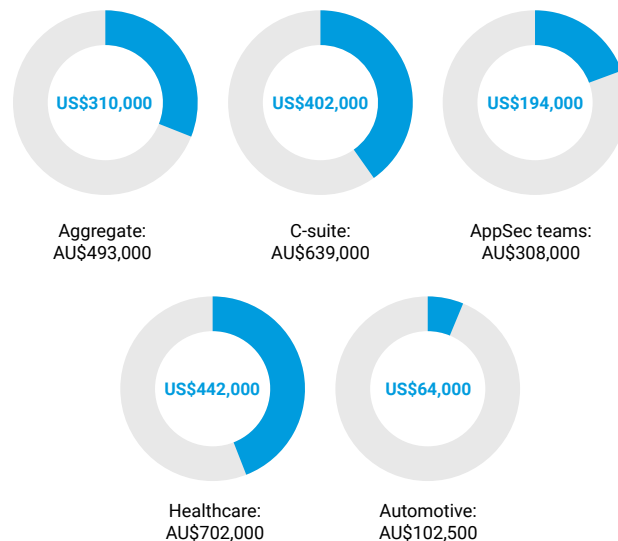 US$310,000
US$402,000
US$194,000
Aggregate:
AU$493,000
C-suite:
AU$639,000
AppSec teams:
AU$308,000
US$442,000
US$64,000
Healthcare:
AU$702,000
Automotive:
AU$102,500